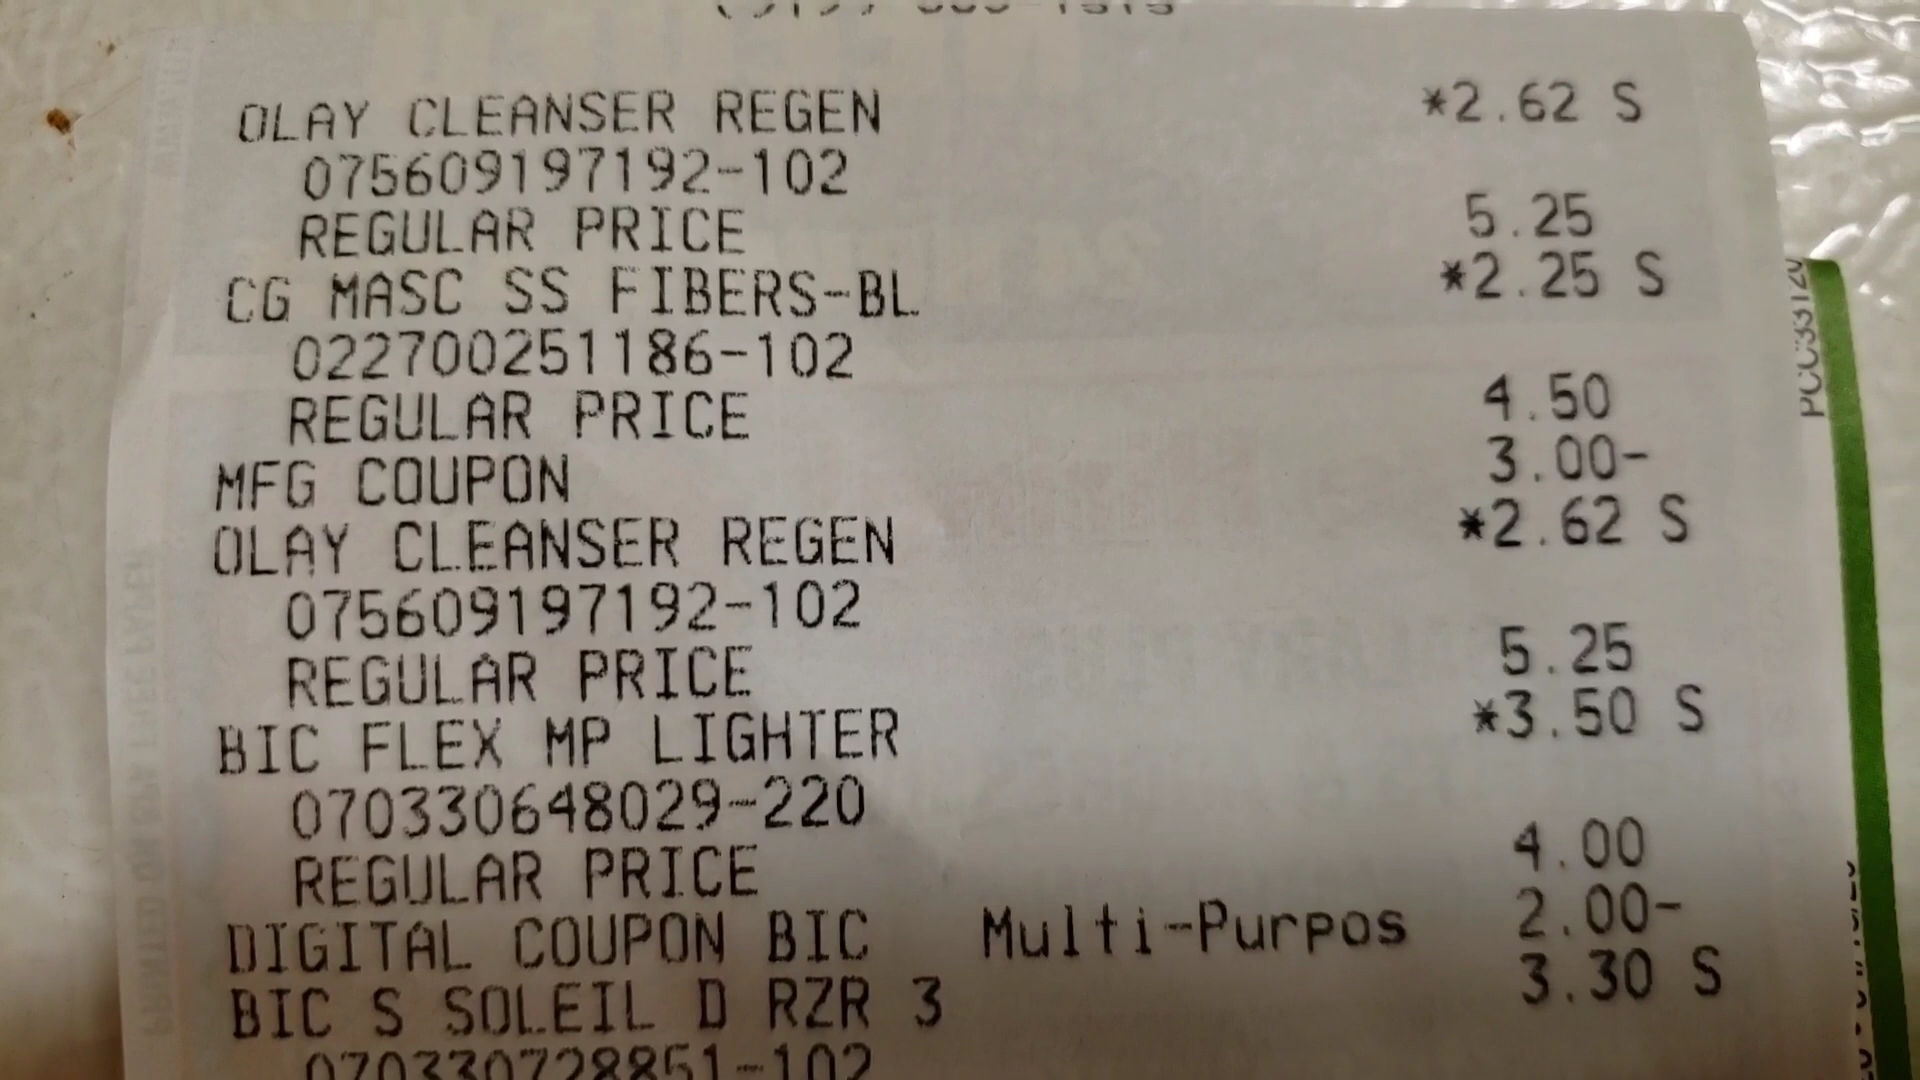 OLAY CLEANSER REGEN *2.62 S
075609197192-102
REGULAR PRICE 5.25
CG MASC SS FIBERS-BL *2.25 S
022700251186-102
REGULAR PRICE 4.50
MFG COUPON 3.00-
OLAY CLEANSER REGEN *2.62 S
075609197192-102
REGULAR PRICE 5.25
BIC FLEX MP LIGHTER *3.50 S
070330648029-220
REGULAR PRICE 4.00
DIGITAL COUPON BIC Multi-Purpos 2.00-
BIC S SOLEIL D RZR 3 3.30 S
070330728851-102